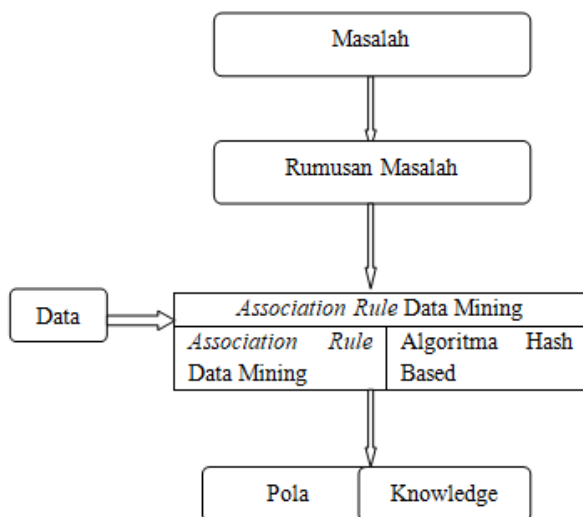 Masalah
Rumusan Masalah
Data
Association Rule Data Mining
Association Rule
Data Mining
Algoritma Hash
Based
Pola
Knowledge